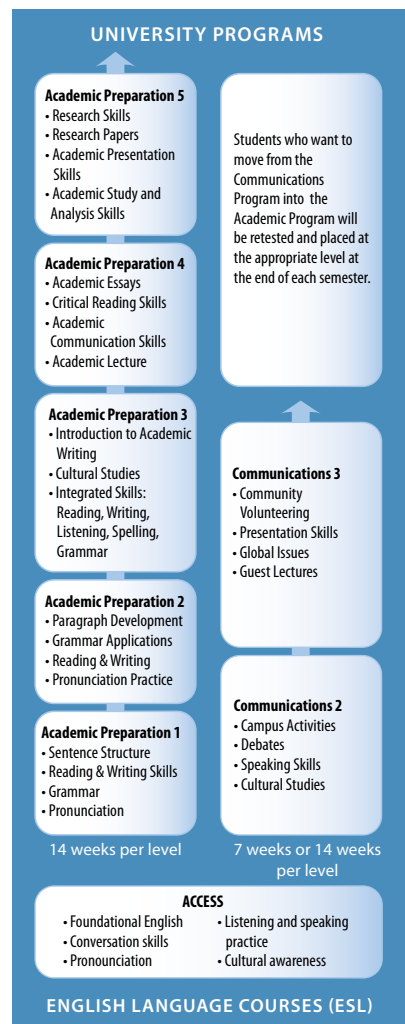 UNIVERSITY PROGRAMS
Academic Preparation 5
• Research Skills
• Research Papers
• Academic Presentation
Skills
• Academic Study and
Analysis Skills
Academic Preparation 4
• Academic Essays
• Critical Reading Skills
• Academic
Communication Skills
• Academic Lecture
Academic Preparation 3
• Introduction to Academic
Writing
• Cultural Studies
• Integrated Skills:
Reading, Writing,
Listening, Spelling,
Grammar
Academic Preparation 2
• Paragraph Development
• Grammar Applications
• Reading & Writing
• Pronunciation Practice
Academic Preparation 1
• Sentence Structure
• Reading & Writing Skills
• Grammar
• Pronunciation
14 weeks per level
Students who want to
move from the
Communications
Program into the
Academic Program will
be retested and placed at
the appropriate level at
the end of each semester.
Communications 3
• Community
Volunteering
• Presentation Skills
• Global Issues
• Guest Lectures
Communications 2
• Campus Activities
• Debates
• Speaking Skills
• Cultural Studies
7 weeks or 14 weeks
per level
ACCESS
• Foundational English
• Conversation skills
• Pronounciation
• Listening and speaking
practice
• Cultural awareness
ENGLISH LANGUAGE COURSES (ESL)